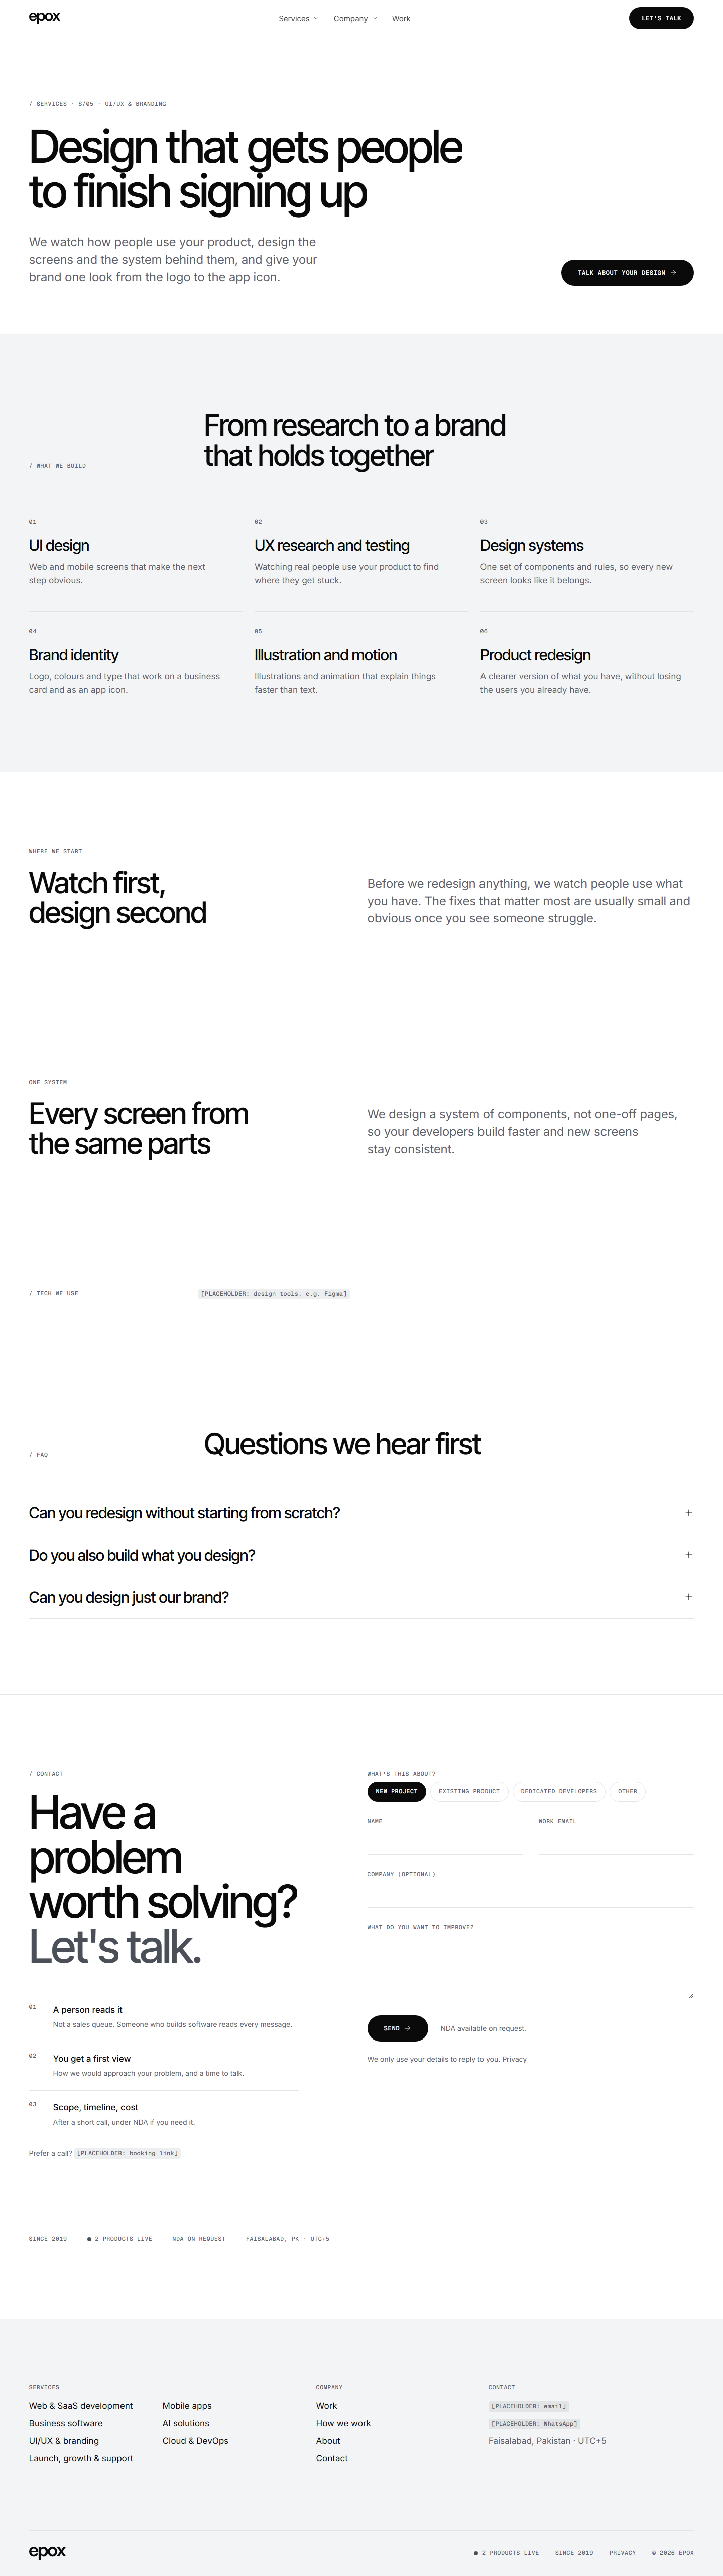 epox
Services
Company
Work
LET'S TALK
/ SERVICES · S/05 · UI/UX & BRANDING
Design that gets people
to finish signing up
We watch how people use your product, design the
screens and the system behind them, and give your
brand one look from the logo to the app icon.
TALK ABOUT YOUR DESIGN →
/ WHAT WE BUILD
From research to a brand
that holds together
01
UI design
Web and mobile screens that make the next
step obvious.
02
UX research and testing
Watching real people use your product to find
where they get stuck.
03
Design systems
One set of components and rules, so every new
screen looks like it belongs.
04
Brand identity
Logo, colours and type that work on a business
card and as an app icon.
05
Illustration and motion
Illustrations and animation that explain things
faster than text.
06
Product redesign
A clearer version of what you have, without losing
the users you already have.
WHERE WE START
Watch first,
design second
Before we redesign anything, we watch people use what
you have. The fixes that matter most are usually small and
obvious once you see someone struggle.
ONE SYSTEM
Every screen from
the same parts
We design a system of components, not one-off pages,
so your developers build faster and new screens
stay consistent.
/ TECH WE USE
[PLACEHOLDER: design tools, e.g. Figma]
/ FAQ
Questions we hear first
Can you redesign without starting from scratch? +
Do you also build what you design? +
Can you design just our brand? +
/ CONTACT
Have a
problem
worth solving?
Let's talk.
01
A person reads it
Not a sales queue. Someone who builds software reads every message.
02
You get a first view
How we would approach your problem, and a time to talk.
03
Scope, timeline, cost
After a short call, under NDA if you need it.
Prefer a call? [PLACEHOLDER: booking link]
WHAT'S THIS ABOUT?
NEW PROJECT
EXISTING PRODUCT
DEDICATED DEVELOPERS
OTHER
NAME
WORK EMAIL
COMPANY (OPTIONAL)
WHAT DO YOU WANT TO IMPROVE?
SEND →
NDA available on request.
We only use your details to reply to you. Privacy
SINCE 2019
2 PRODUCTS LIVE
NDA ON REQUEST
FAISALABAD, PK · UTC+5
SERVICES
Web & SaaS development
Business software
UI/UX & branding
Launch, growth & support
Mobile apps
AI solutions
Cloud & DevOps
COMPANY
Work
How we work
About
Contact
CONTACT
[PLACEHOLDER: email]
[PLACEHOLDER: WhatsApp]
Faisalabad, Pakistan · UTC+5
epox
2 PRODUCTS LIVE
SINCE 2019
PRIVACY
© 2026 EPOX